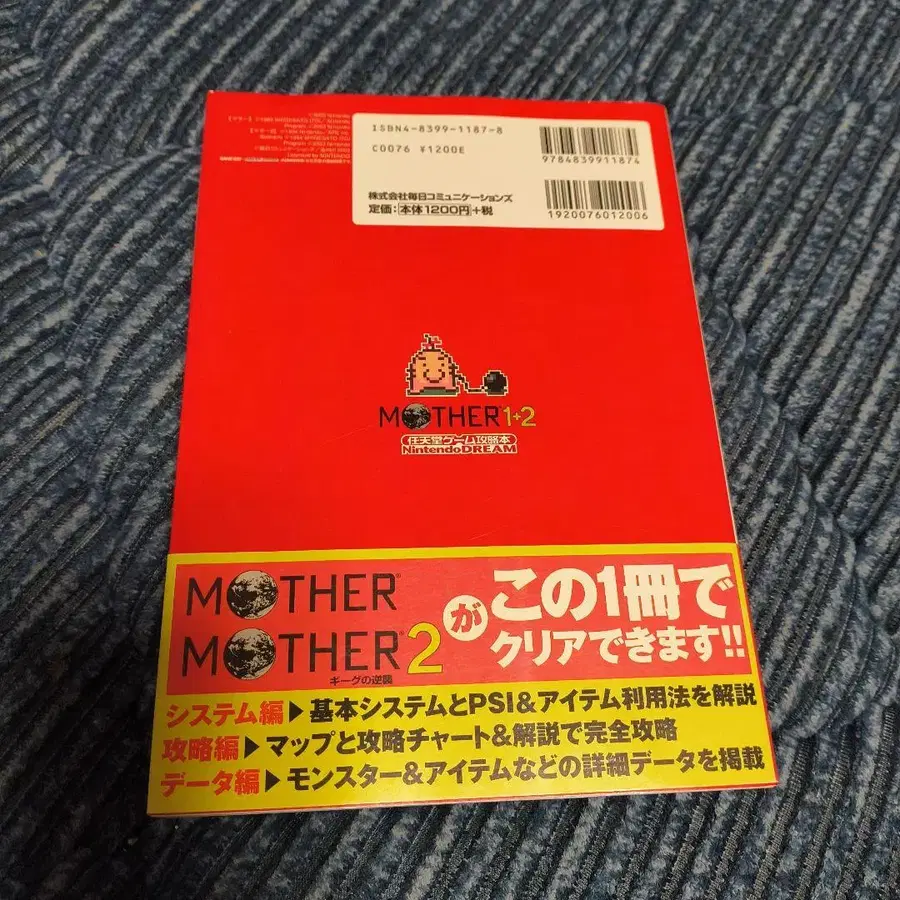 ISBN4-8399-1187-8
C0076 ¥1200E
9784839911874
株式会社毎日コミュニケーションズ
定価:本体1200円+税
1920076012006
MOTHER 1+2
任天堂ゲーム攻略本
Nintendo DREAM
MOTHER®
MOTHER®2
ギーグの逆襲
が
この1冊で
クリアできます!!
システム編▶基本システムとPSI&アイテム利用法を解説
攻略編▶マップと攻略チャート&解説で完全攻略
データ編▶モンスター&アイテムなどの詳細データを掲載